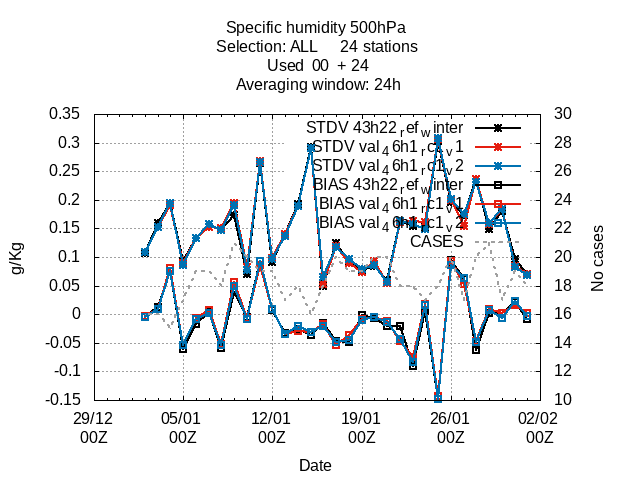 Specific humidity 500hPa
Selection: ALL 24 stations
Used 00 + 24
Averaging window: 24h
0.35
0.3
0.25
0.2
0.15
0.1
0.05
0
-0.05
-0.1
-0.15
g/Kg
30
28
26
24
22
20
18
16
14
12
10
No cases
STDV 43h22_ref_winter
STDV val_46h1_rc1_v1
STDV val_46h1_rc1_v2
BIAS 43h22_ref_winter
BIAS val_46h1_rc1_v1
BIAS val_46h1_rc1_v2
CASES
29/12 05/01 12/01 19/01 26/01 02/02
00Z 00Z 00Z 00Z 00Z 00Z
Date